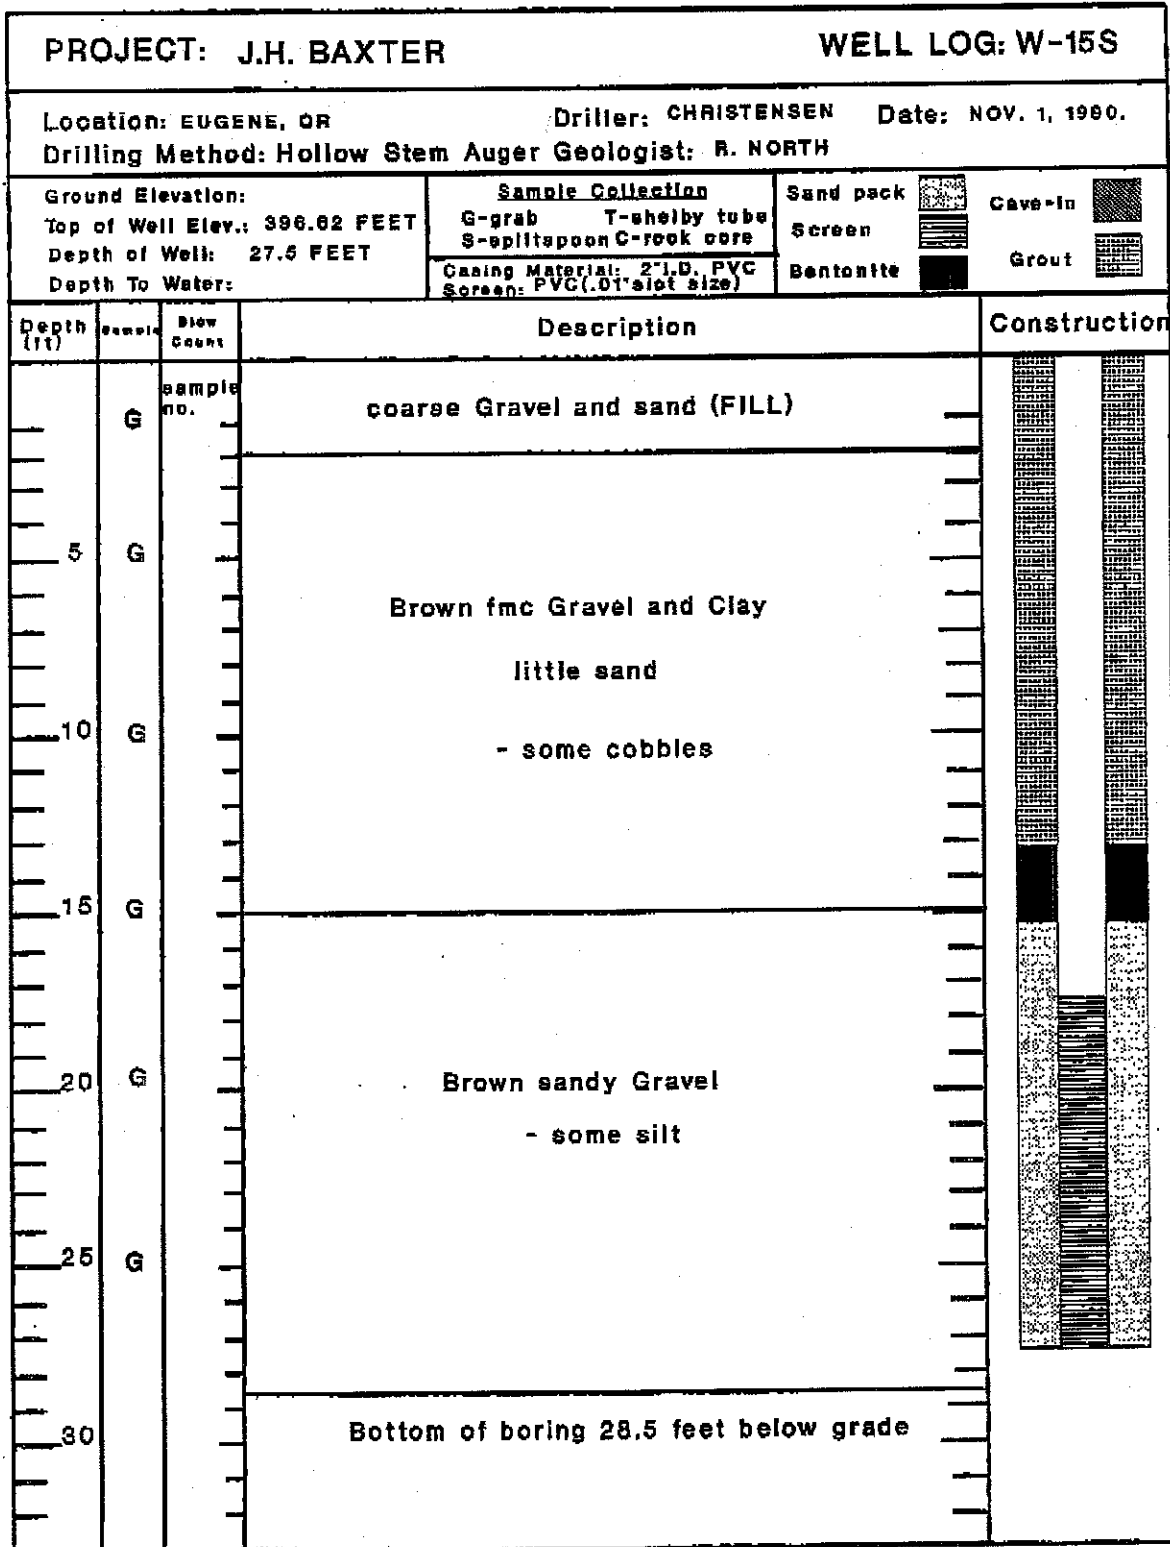 PROJECT: J.H. BAXTER WELL LOG: W-15S
Location: EUGENE, OR Driller: CHRISTENSEN Date: NOV. 1, 1980.
Drilling Method: Hollow Stem Auger Geologist: R. NORTH
Ground Elevation:
Top of Well Elev.: 396.62 FEET
Depth of Well: 27.5 FEET
Depth To Water:
Sample Collection
G-grab T-shelby tube
S-splitspoon C-rock core
Casing Material: 2"I.D. PVC
Screen: PVC(.01"slot size)
Sand pack Cave-in
Screen
Bentonite Grout
Depth (ft) Sample Blow Count Description Construction
sample no.
G coarse Gravel and sand (FILL)
5 G
Brown fmc Gravel and Clay
little sand
10 G - some cobbles
15 G
20 G Brown sandy Gravel
- some silt
25 G
30 Bottom of boring 28.5 feet below grade